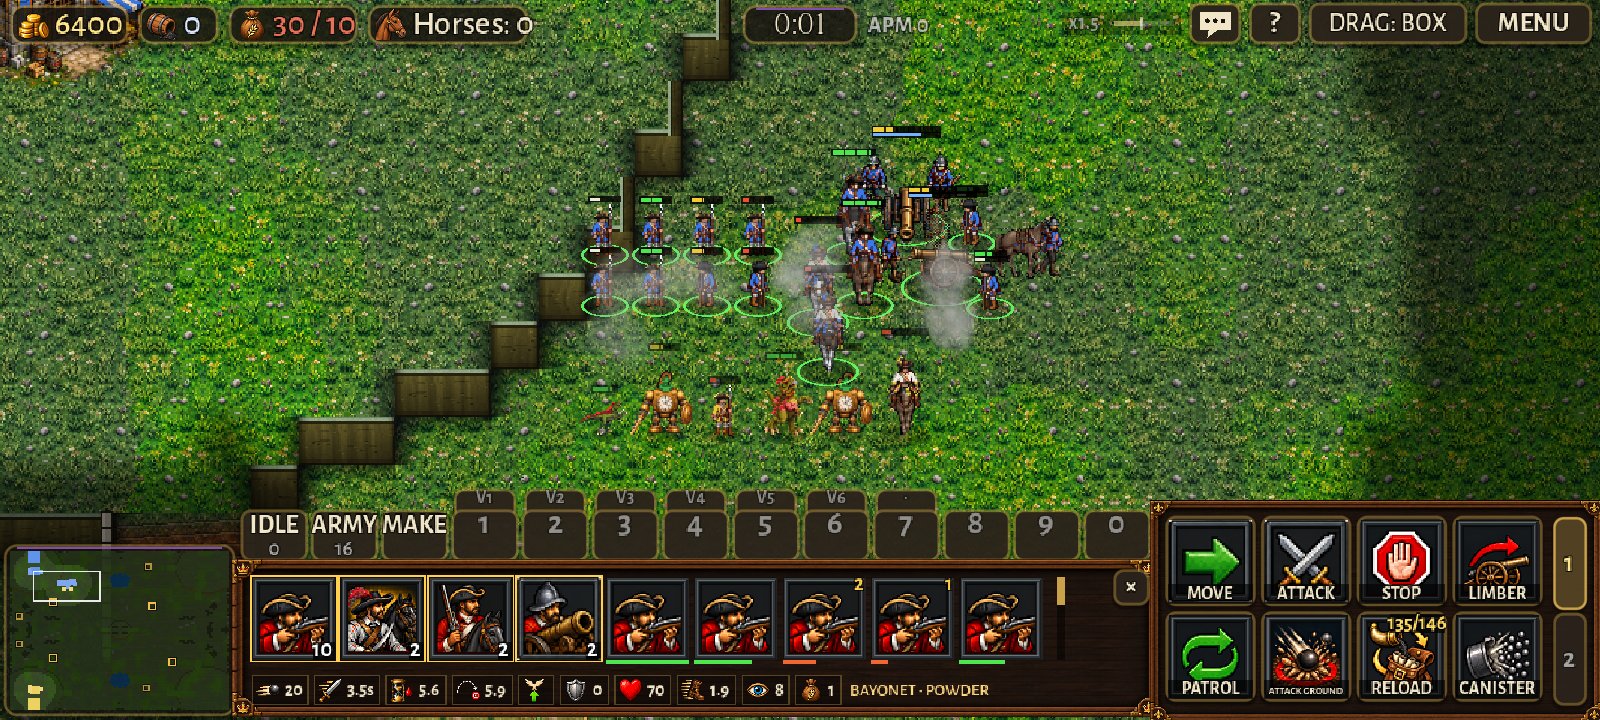 6400
0
30/10
Horses: 0
0:01
APM 0
X1.5
?
DRAG: BOX
MENU
V1
V2
V3
V4
V5
V6
IDLE
0
ARMY
16
MAKE
1
2
3
4
5
6
7
8
9
0
10
2
2
2
2
1
×
20
3.5s
5.6
5.9
0
70
1.9
8
1
BAYONET · POWDER
MOVE
ATTACK
STOP
LIMBER
1
PATROL
ATTACK GROUND
135/146
RELOAD
CANISTER
2